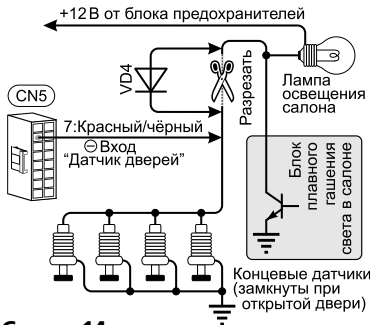 +12 В от блока предохранителей
VD4
Разрезать
Лампа
освещения
салона
CN5
7:Красный/чёрный
⊖ Вход
“Датчик дверей”
Блок
плавного
гашения
света в салоне
Концевые датчики
(замкнуты при
открытой двери)